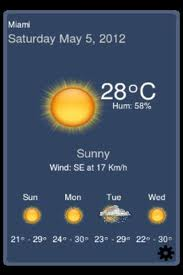 Miami
Saturday May 5, 2012
28°C
Hum: 58%
Sunny
Wind: SE at 17 Km/h
Sun Mon Tue Wed
21° - 29° 24° - 30° 23° - 29° 22° - 30°